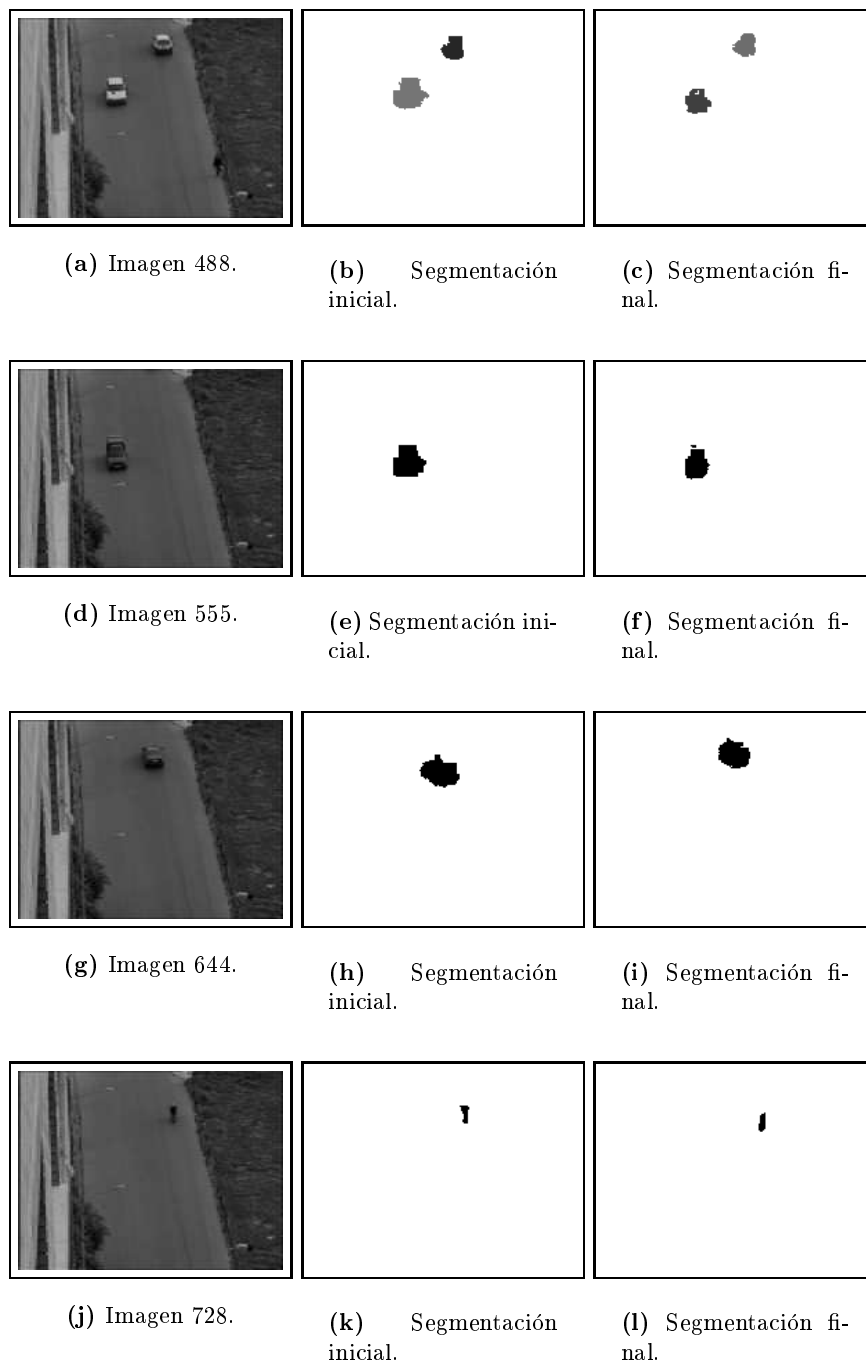 (a) Imagen 488.
(b) Segmentación
inicial.
(c) Segmentación fi-
nal.
(d) Imagen 555.
(e) Segmentación ini-
cial.
(f) Segmentación fi-
nal.
(g) Imagen 644.
(h) Segmentación
inicial.
(i) Segmentación fi-
nal.
(j) Imagen 728.
(k) Segmentación
inicial.
(l) Segmentación fi-
nal.